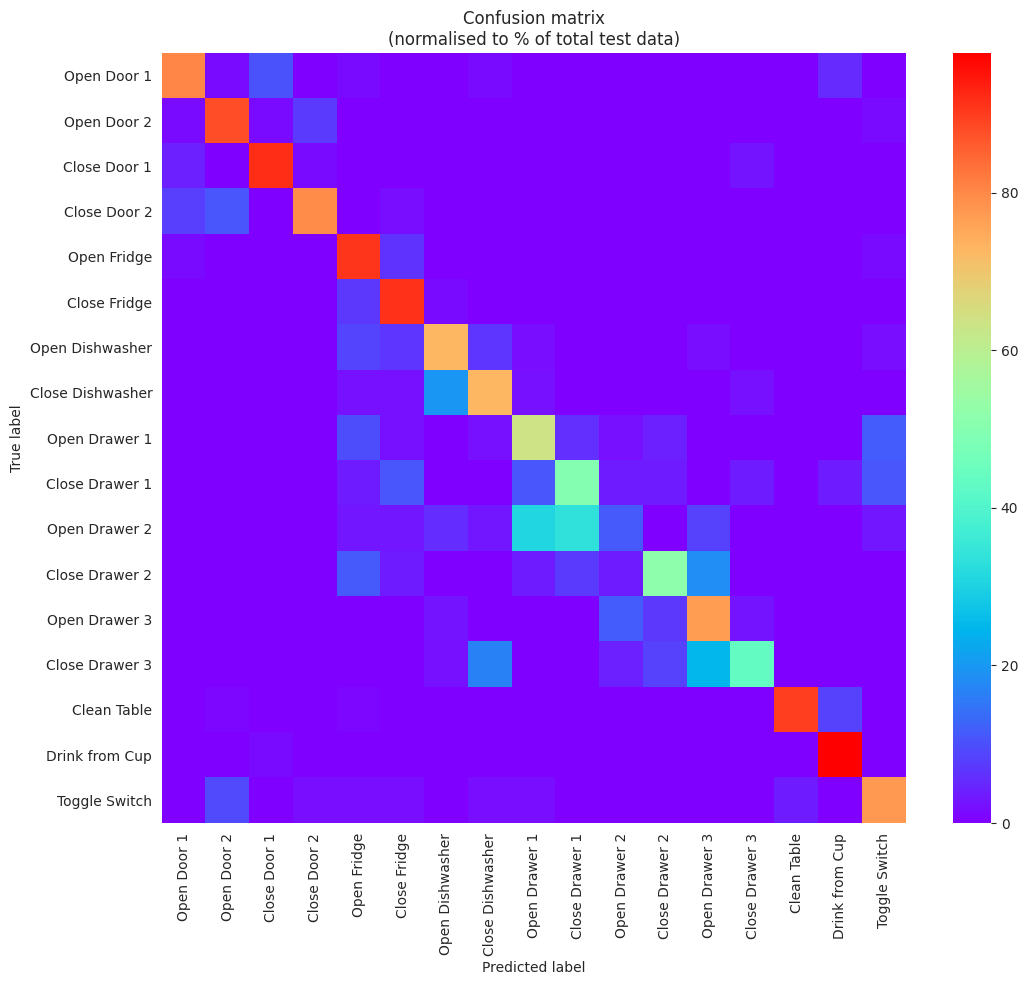 Confusion matrix
(normalised to % of total test data)
True label
Open Door 1
Open Door 2
Close Door 1
Close Door 2
Open Fridge
Close Fridge
Open Dishwasher
Close Dishwasher
Open Drawer 1
Close Drawer 1
Open Drawer 2
Close Drawer 2
Open Drawer 3
Close Drawer 3
Clean Table
Drink from Cup
Toggle Switch
Open Door 1
Open Door 2
Close Door 1
Close Door 2
Open Fridge
Close Fridge
Open Dishwasher
Close Dishwasher
Open Drawer 1
Close Drawer 1
Open Drawer 2
Close Drawer 2
Open Drawer 3
Close Drawer 3
Clean Table
Drink from Cup
Toggle Switch
Predicted label
80
60
40
20
0